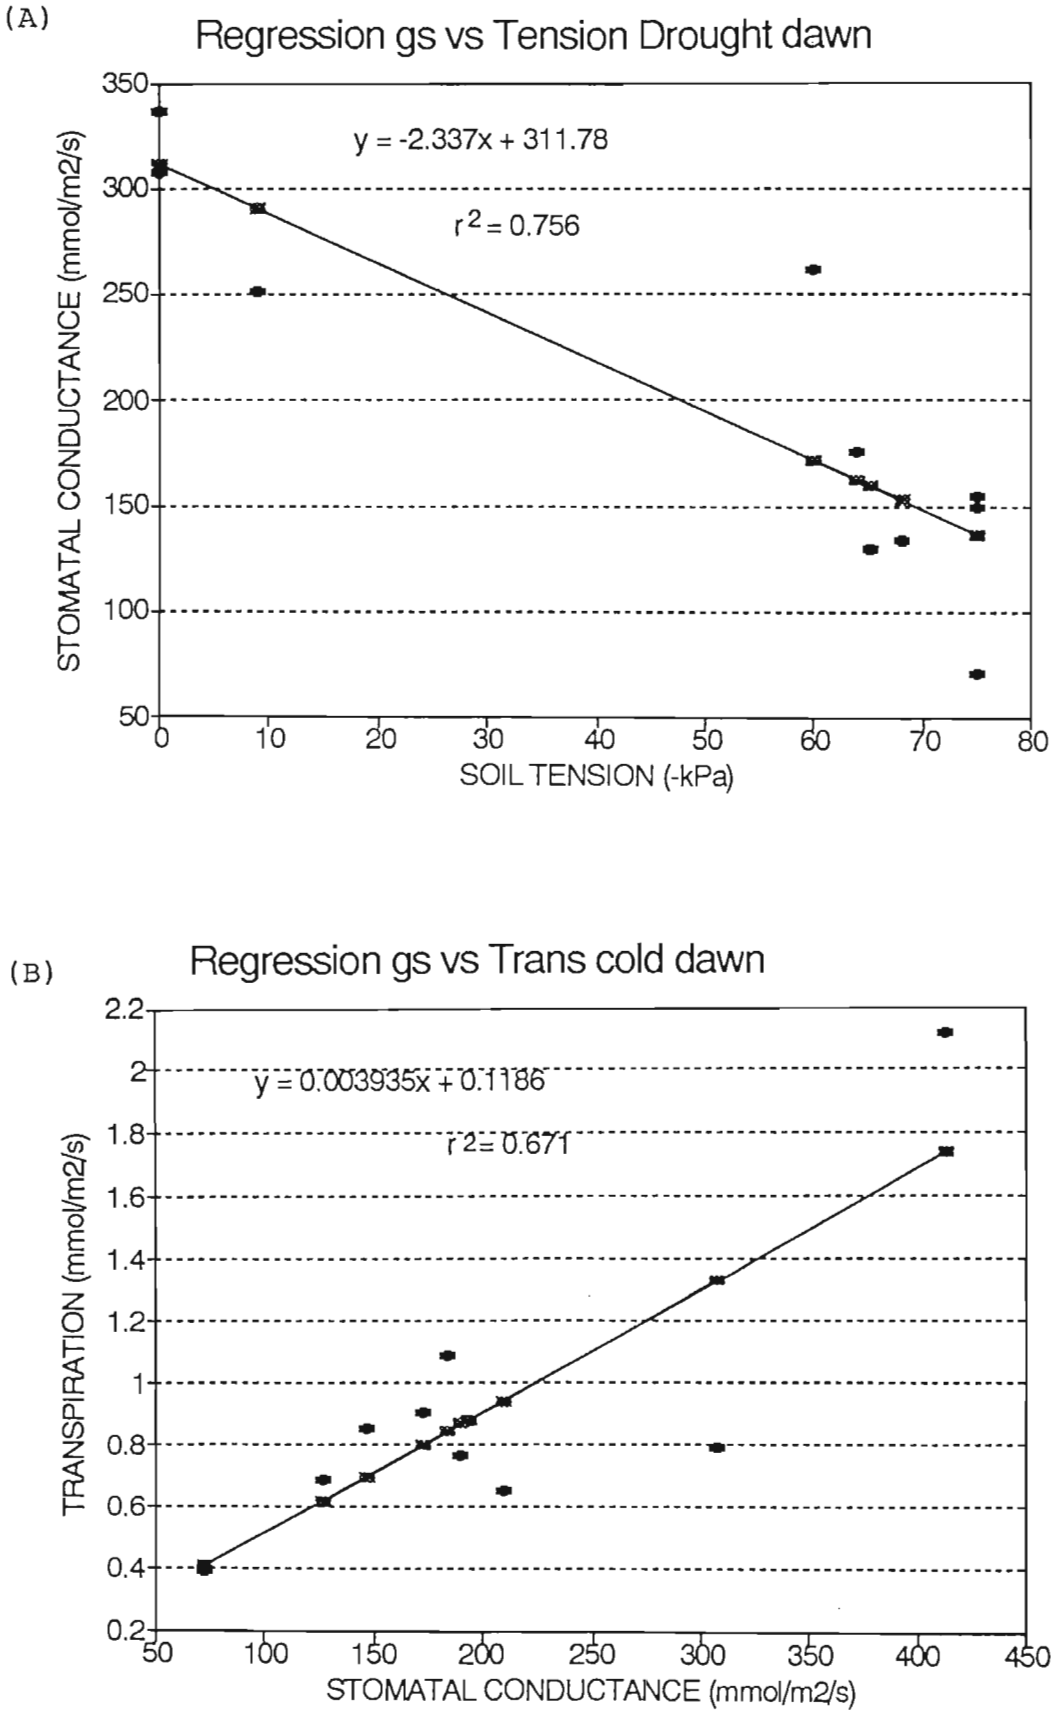 (A)
Regression gs vs Tension Drought dawn
350
300
250
200
150
100
50
STOMATAL CONDUCTANCE (mmol/m2/s)
y = -2.337x + 311.78
r2 = 0.756
0 10 20 30 40 50 60 70 80
SOIL TENSION (-kPa)
(B)
Regression gs vs Trans cold dawn
2.2
2
1.8
1.6
1.4
1.2
1
0.8
0.6
0.4
0.2
TRANSPIRATION (mmol/m2/s)
y = 0.003935x + 0.1186
r2 = 0.671
50 100 150 200 250 300 350 400 450
STOMATAL CONDUCTANCE (mmol/m2/s)